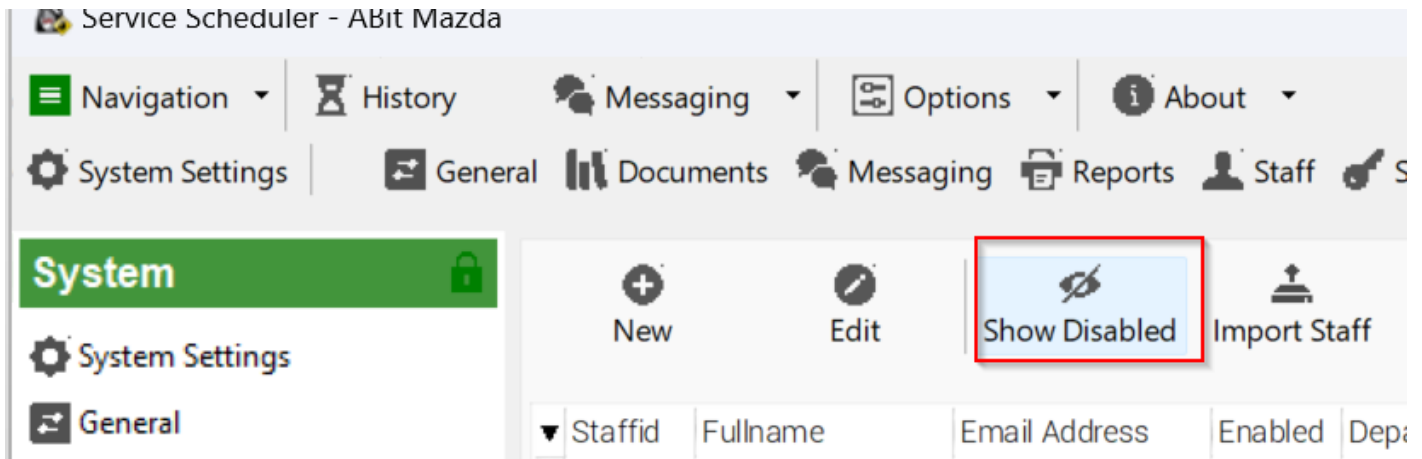 Service Scheduler - ABit Mazda
Navigation History Messaging Options About
System Settings General Documents Messaging Reports Staff
System
New Edit Show Disabled Import Staff
System Settings
General
Staffid Fullname Email Address Enabled